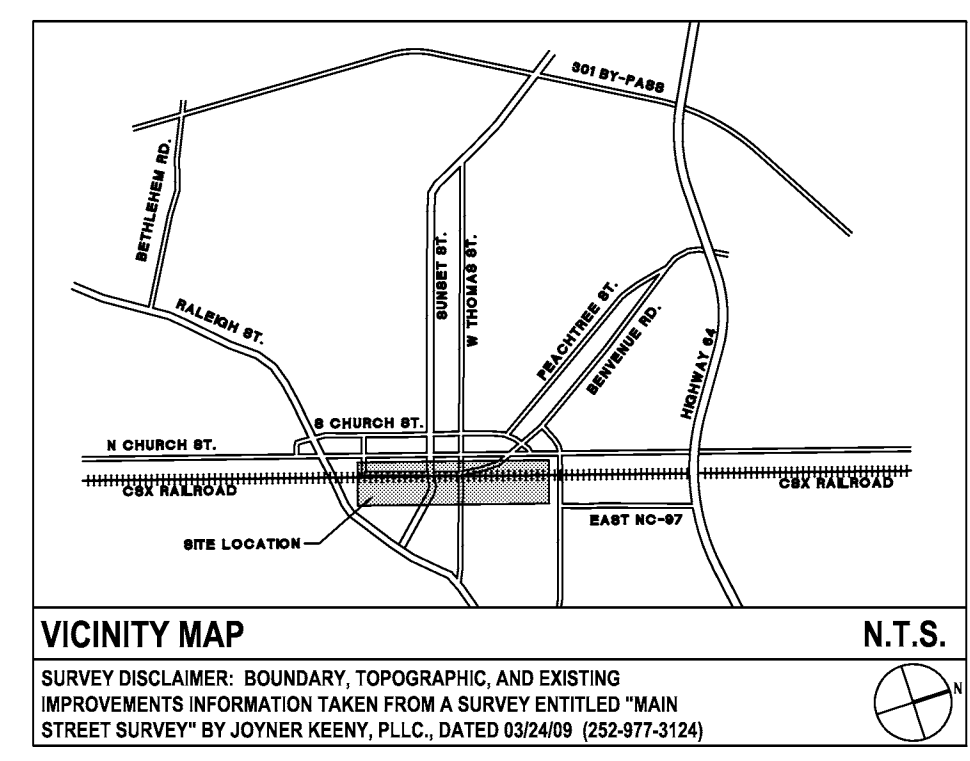 301 BY-PASS
BETHLEHEM RD.
RALEIGH ST.
SUNSET ST.
W THOMAS ST.
PEACHTREE ST.
BENVENUE RD.
HIGHWAY 64
S CHURCH ST.
N CHURCH ST.
CSX RAILROAD
CSX RAILROAD
EAST NC-97
SITE LOCATION
VICINITY MAP
N.T.S.
SURVEY DISCLAIMER: BOUNDARY, TOPOGRAPHIC, AND EXISTING
IMPROVEMENTS INFORMATION TAKEN FROM A SURVEY ENTITLED "MAIN
STREET SURVEY" BY JOYNER KEENY, PLLC., DATED 03/24/09 (252-977-3124)
N